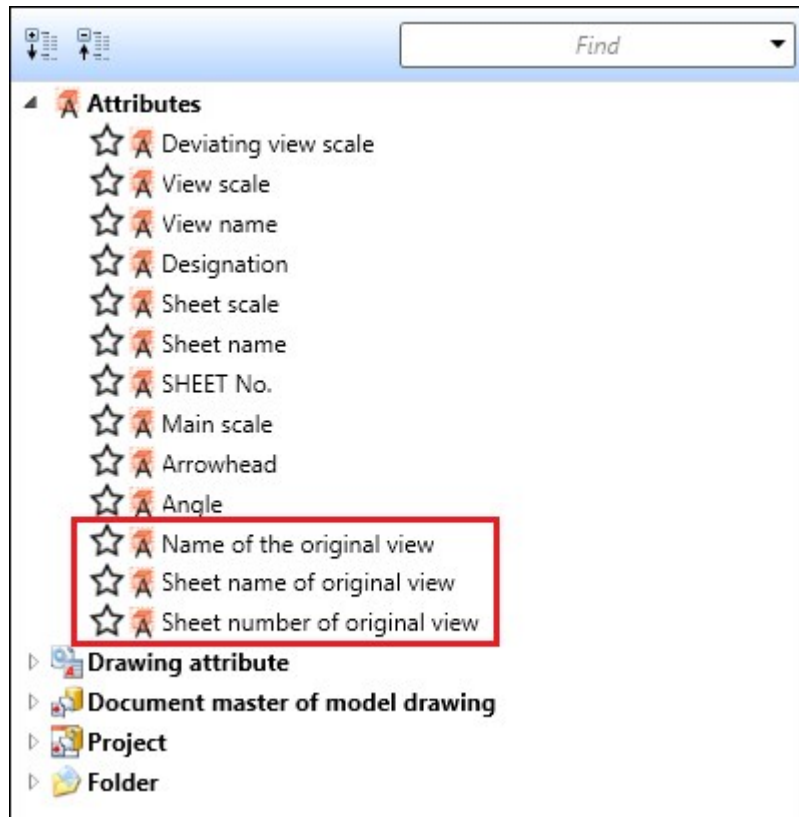 Find
Attributes
Deviating view scale
View scale
View name
Designation
Sheet scale
Sheet name
SHEET No.
Main scale
Arrowhead
Angle
Name of the original view
Sheet name of original view
Sheet number of original view
Drawing attribute
Document master of model drawing
Project
Folder